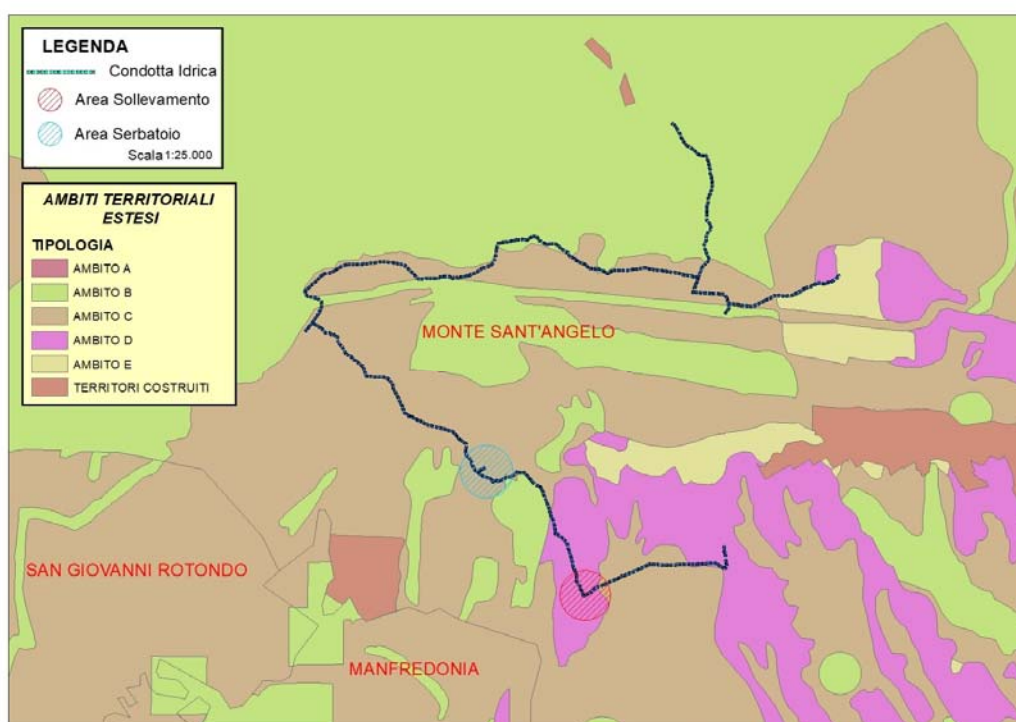 LEGENDA
Condotta Idrica
Area Sollevamento
Area Serbatoio
Scala 1:25.000
AMBITI TERRITORIALI
ESTESI
TIPOLOGIA
AMBITO A
AMBITO B
AMBITO C
AMBITO D
AMBITO E
TERRITORI COSTRUITI
MONTE SANT'ANGELO
SAN GIOVANNI ROTONDO
MANFREDONIA